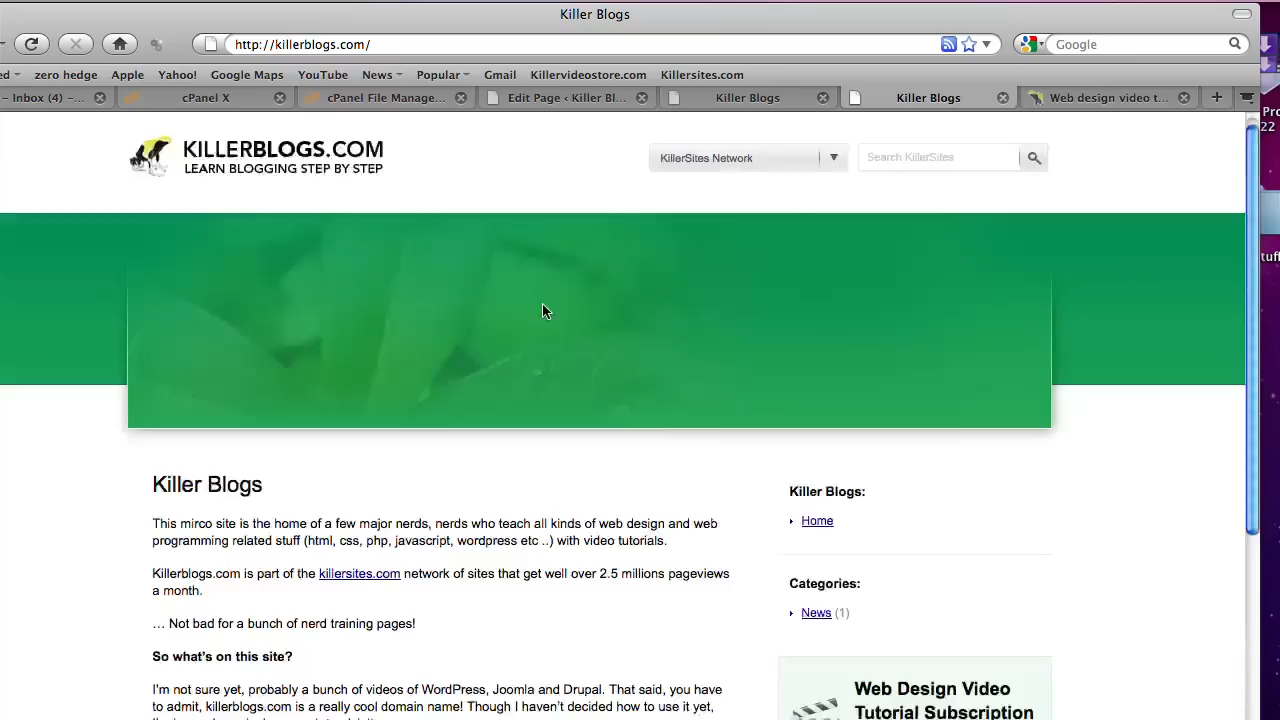 Killer Blogs
http://killerblogs.com/
Google
ed
zero hedge
Apple
Yahoo!
Google Maps
YouTube
News
Popular
Gmail
Killervideostore.com
Killersites.com
– Inbox (4) –...
cPanel X
cPanel File Manage...
Edit Page ‹ Killer Bl...
Killer Blogs
Killer Blogs
Web design video t...
Pro
22
tuff
KILLERBLOGS.COM
LEARN BLOGGING STEP BY STEP
KillerSites Network
Search KillerSites
Killer Blogs
This mirco site is the home of a few major nerds, nerds who teach all kinds of web design and web
programming related stuff (html, css, php, javascript, wordpress etc ..) with video tutorials.
Killerblogs.com is part of the killersites.com network of sites that get well over 2.5 millions pageviews
a month.
… Not bad for a bunch of nerd training pages!
So what's on this site?
I'm not sure yet, probably a bunch of videos of WordPress, Joomla and Drupal. That said, you have
to admit, killerblogs.com is a really cool domain name! Though I haven't decided how to use it yet,
Killer Blogs:
Home
Categories:
News (1)
Web Design Video
Tutorial Subscription